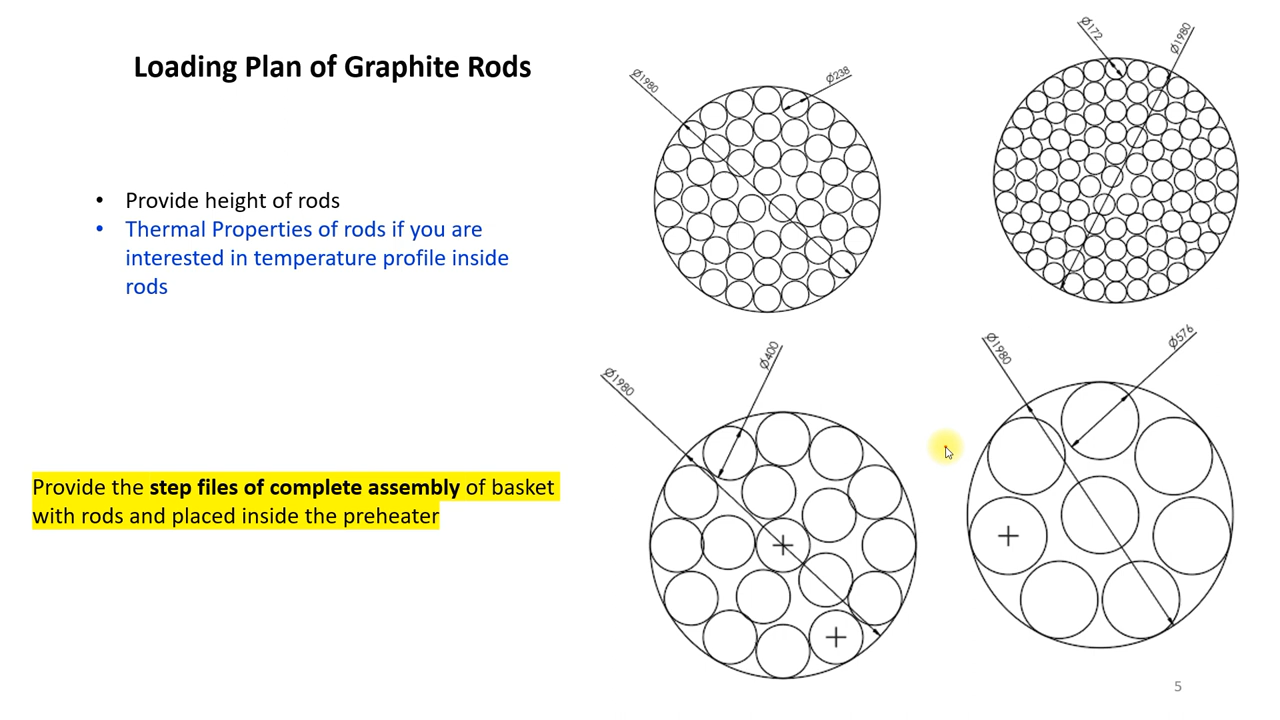 Loading Plan of Graphite Rods
• Provide height of rods
• Thermal Properties of rods if you are
interested in temperature profile inside
rods
Provide the step files of complete assembly of basket
with rods and placed inside the preheater
Ø1980
Ø238
Ø172
Ø1980
Ø1980
Ø400
Ø1980
Ø576
5